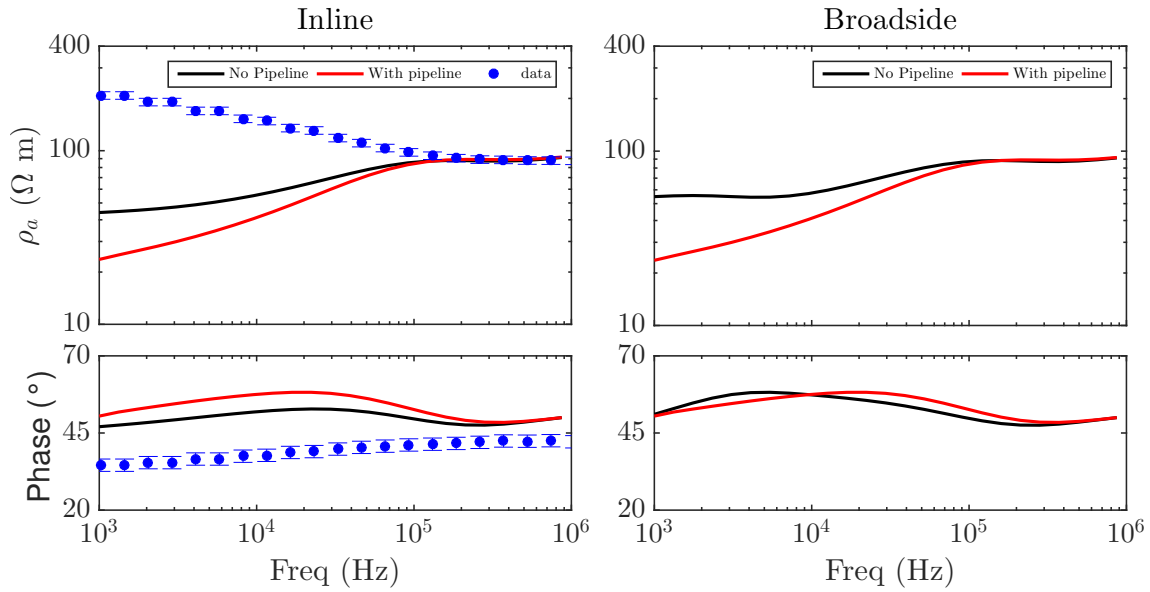 Inline
Broadside
400
100
10
ρₐ (Ω m)
No Pipeline With pipeline data
400
100
10
No Pipeline With pipeline
70
45
20
Phase (°)
10³ 10⁴ 10⁵ 10⁶
Freq (Hz)
70
45
20
10³ 10⁴ 10⁵ 10⁶
Freq (Hz)